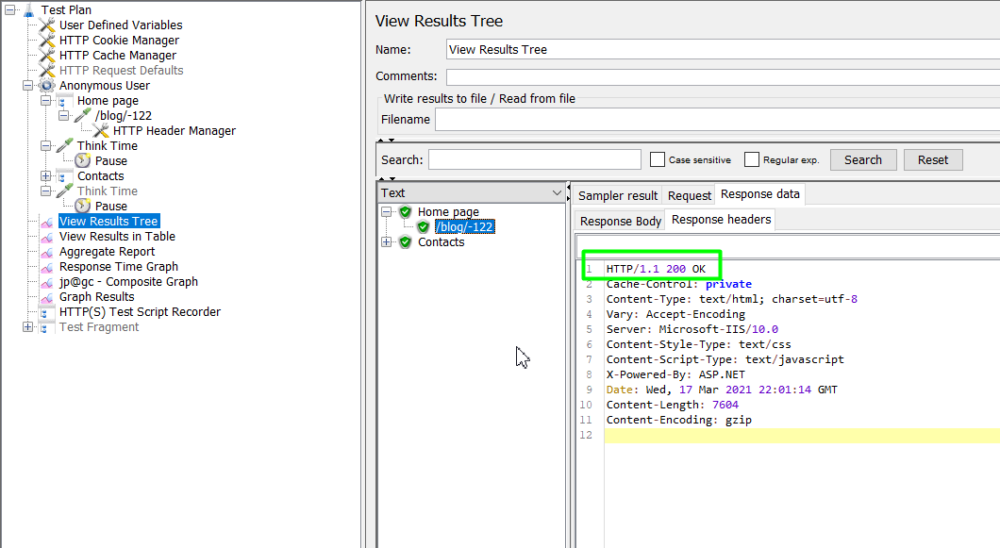 Test Plan
User Defined Variables
HTTP Cookie Manager
HTTP Cache Manager
HTTP Request Defaults
Anonymous User
Home page
/blog/-122
HTTP Header Manager
Think Time
Pause
Contacts
Think Time
Pause
View Results Tree
View Results in Table
Aggregate Report
Response Time Graph
jp@gc - Composite Graph
Graph Results
HTTP(S) Test Script Recorder
Test Fragment
View Results Tree
Name: View Results Tree
Comments:
Write results to file / Read from file
Filename
Search: Case sensitive Regular exp. Search Reset
Text
Home page
/blog/-122
Contacts
Sampler result Request Response data
Response Body Response headers
1 HTTP/1.1 200 OK
2 Cache-Control: private
3 Content-Type: text/html; charset=utf-8
4 Vary: Accept-Encoding
5 Server: Microsoft-IIS/10.0
6 Content-Style-Type: text/css
7 Content-Script-Type: text/javascript
8 X-Powered-By: ASP.NET
9 Date: Wed, 17 Mar 2021 22:01:14 GMT
10 Content-Length: 7604
11 Content-Encoding: gzip
12